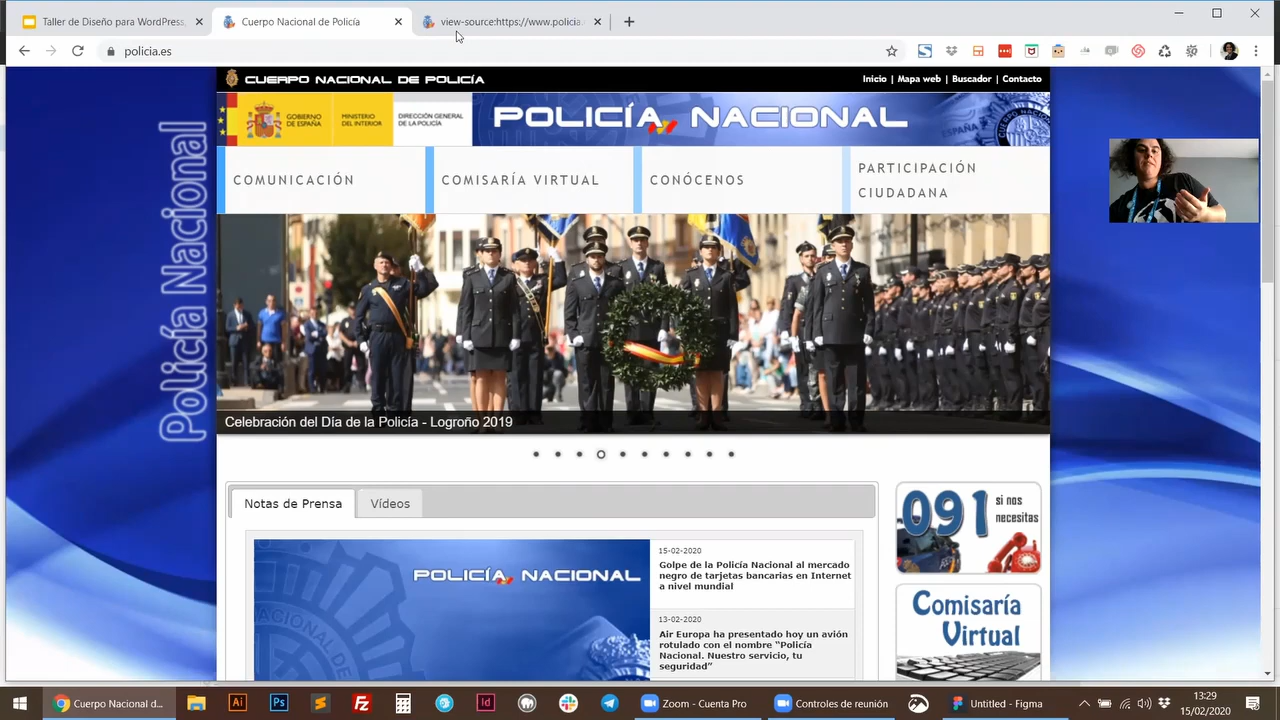 Taller de Diseño para WordPress,
Cuerpo Nacional de Policía
view-source:https://www.policia.
policia.es
CUERPO NACIONAL DE POLICÍA
Inicio | Mapa web | Buscador | Contacto
GOBIERNO
DE ESPAÑA
MINISTERIO
DEL INTERIOR
DIRECCIÓN GENERAL
DE LA POLICÍA
POLICÍA NACIONAL
ESPAÑA
Policía Nacional
COMUNICACIÓN
COMISARÍA VIRTUAL
CONÓCENOS
PARTICIPACIÓN
CIUDADANA
Celebración del Día de la Policía - Logroño 2019
Notas de Prensa
Vídeos
POLICÍA NACIONAL
15-02-2020
Golpe de la Policía Nacional al mercado
negro de tarjetas bancarias en Internet
a nivel mundial
13-02-2020
Air Europa ha presentado hoy un avión
rotulado con el nombre “Policía
Nacional. Nuestro servicio, tu
seguridad”
091
si nos
necesitas
Comisaría
Virtual
Cuerpo Nacional d...
Ai
Ps
Id
Zoom - Cuenta Pro
Controles de reunión
Untitled - Figma
13:29
15/02/2020